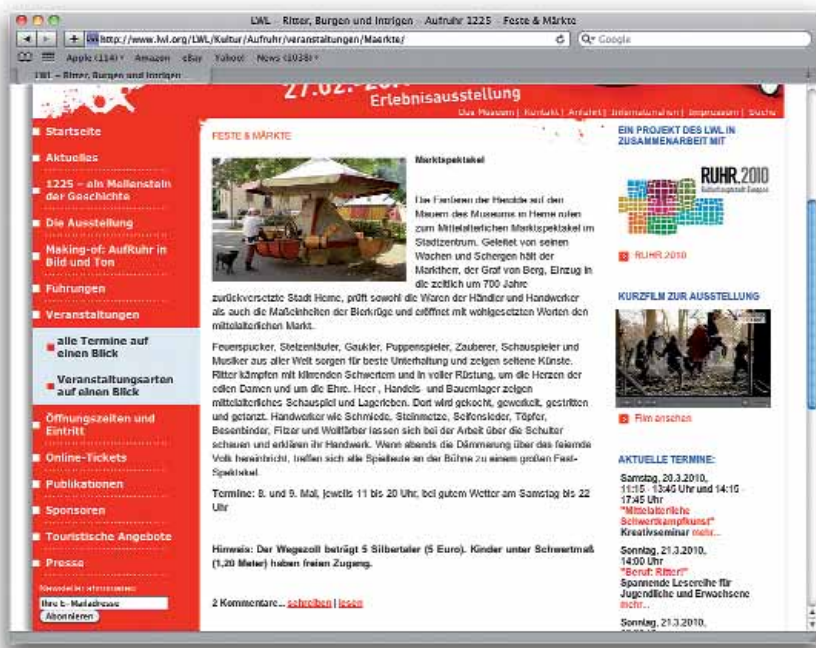 LWL – Ritter, Burgen und Intrigen – Aufruhr 1225 – Feste & Märkte
http://www.lwl.org/LWL/Kultur/Aufruhr/veranstaltungen/Maerkte/
Google
Apple (114) Amazon eBay Yahoo! News (1038)
LWL – Ritter, Burgen und Intrigen
Erlebnisausstellung
Das Museum | Kontakt | Anfahrt | Internationales | Impressum | Suche
Startseite
Aktuelles
1225 – ein Meilenstein
der Geschichte
Die Ausstellung
Making-of: AufRuhr in
Bild und Ton
Führungen
Veranstaltungen
alle Termine auf
einen Blick
Veranstaltungsarten
auf einen Blick
Öffnungszeiten und
Eintritt
Online-Tickets
Publikationen
Sponsoren
Touristische Angebote
Presse
Newsletter abonnieren:
Ihre E-Mailadresse
Abonnieren
FESTE & MÄRKTE
Marktspektakel
Die Fanfaren der Herolde auf den
Mauern des Museums in Herne rufen
zum Mittelalterlichen Marktspektakel im
Stadtzentrum. Geleitet von seinen
Wachen und Schergen hält der
Marktherr, der Graf von Berg, Einzug in
die zeitlich um 700 Jahre
zurückversetzte Stadt Herne, prüft sowohl die Waren der Händler und Handwerker
als auch die Maßeinheiten der Bierkrüge und eröffnet mit wohlgesetzten Worten den
mittelalterlichen Markt.
Feuerspucker, Stelzenläufer, Gaukler, Puppenspieler, Zauberer, Schauspieler und
Musiker aus aller Welt sorgen für beste Unterhaltung und zeigen seltene Künste.
Ritter kämpfen mit klirrenden Schwertern und in voller Rüstung, um die Herzen der
edlen Damen und um die Ehre. Heer-, Handels- und Bauernlager zeigen
mittelalterliches Schauspiel und Lagerleben. Dort wird gekocht, gewerkelt, gestritten
und getanzt. Handwerker wie Schmiede, Steinmetze, Seifensieder, Töpfer,
Besenbinder, Filzer und Wollfärber lassen sich bei der Arbeit über die Schulter
schauen und erklären ihr Handwerk. Wenn abends die Dämmerung über das feiernde
Volk hereinbricht, treffen sich alle Spielleute an der Bühne zu einem großen Fest-
Spektakel.
Termine: 8. und 9. Mai, jeweils 11 bis 20 Uhr, bei gutem Wetter am Samstag bis 22
Uhr
Hinweis: Der Wegezoll beträgt 5 Silbertaler (5 Euro). Kinder unter Schwertmaß
(1,20 Meter) haben freien Zugang.
2 Kommentare... schreiben | lesen
EIN PROJEKT DES LWL IN
ZUSAMMENARBEIT MIT
RUHR.2010
Kulturhauptstadt Europas
RUHR 2010
KURZFILM ZUR AUSSTELLUNG
Film ansehen
AKTUELLE TERMINE:
Samstag, 20.3.2010,
11:15 - 13:45 Uhr und 14:15 -
17:45 Uhr
"Mittelalterliche
Schwertkampfkunst"
Kreativseminar mehr...
Sonntag, 21.3.2010,
14:00 Uhr
"Beruf: Ritter!"
Spannende Lesereihe für
Jugendliche und Erwachsene
mehr...
Sonntag, 21.3.2010,